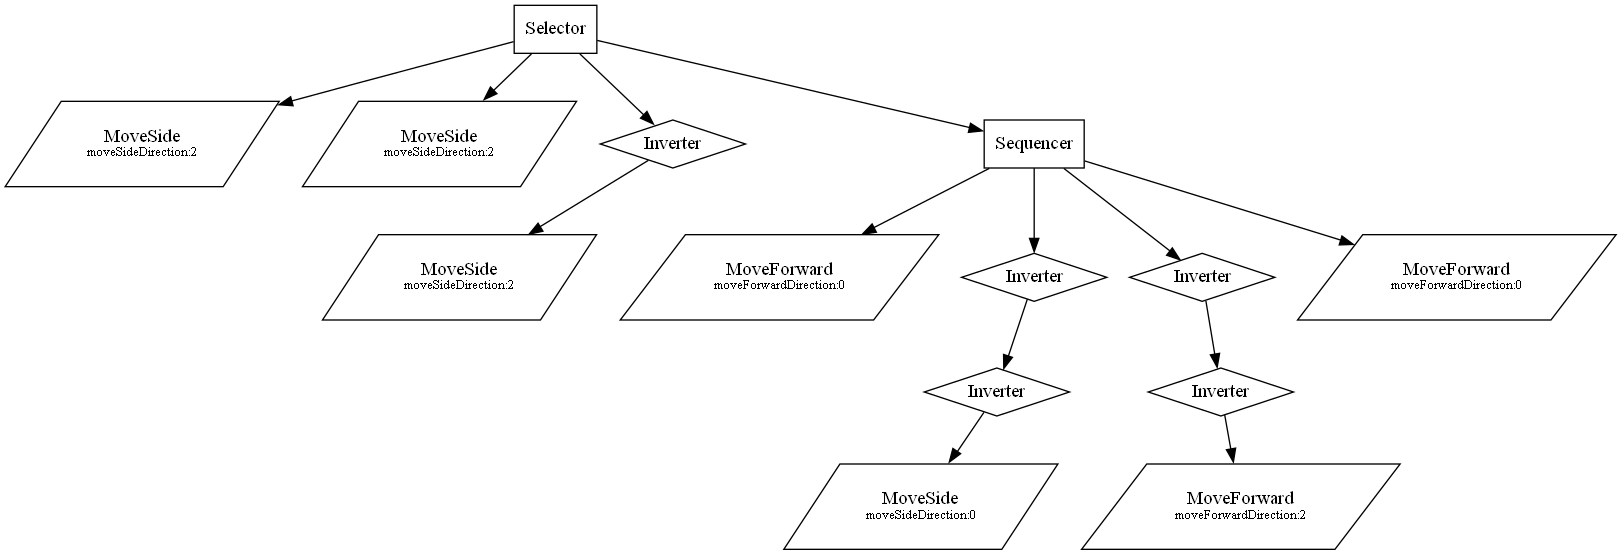 Selector
MoveSide
moveSideDirection:2
MoveSide
moveSideDirection:2
Inverter
Sequencer
MoveSide
moveSideDirection:2
MoveForward
moveForwardDirection:0
Inverter
Inverter
MoveForward
moveForwardDirection:0
Inverter
Inverter
MoveSide
moveSideDirection:0
MoveForward
moveForwardDirection:2